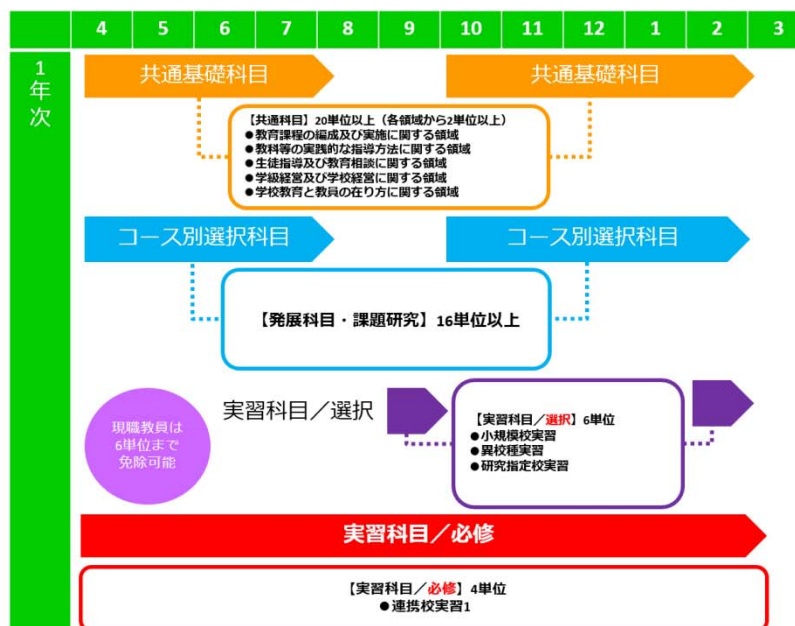 4 5 6 7 8 9 10 11 12 1 2 3
1年次
共通基礎科目 共通基礎科目
【共通科目】20単位以上（各領域から2単位以上）
●教育課程の編成及び実施に関する領域
●教科等の実践的な指導方法に関する領域
●生徒指導及び教育相談に関する領域
●学級経営及び学校経営に関する領域
●学校教育と教員の在り方に関する領域
コース別選択科目 コース別選択科目
【発展科目・課題研究】16単位以上
実習科目／選択
現職教員は
6単位まで
免除可能
【実習科目／選択】6単位
●小規模校実習
●異校種実習
●研究指定校実習
実習科目／必修
【実習科目／必修】4単位
●連携校実習1